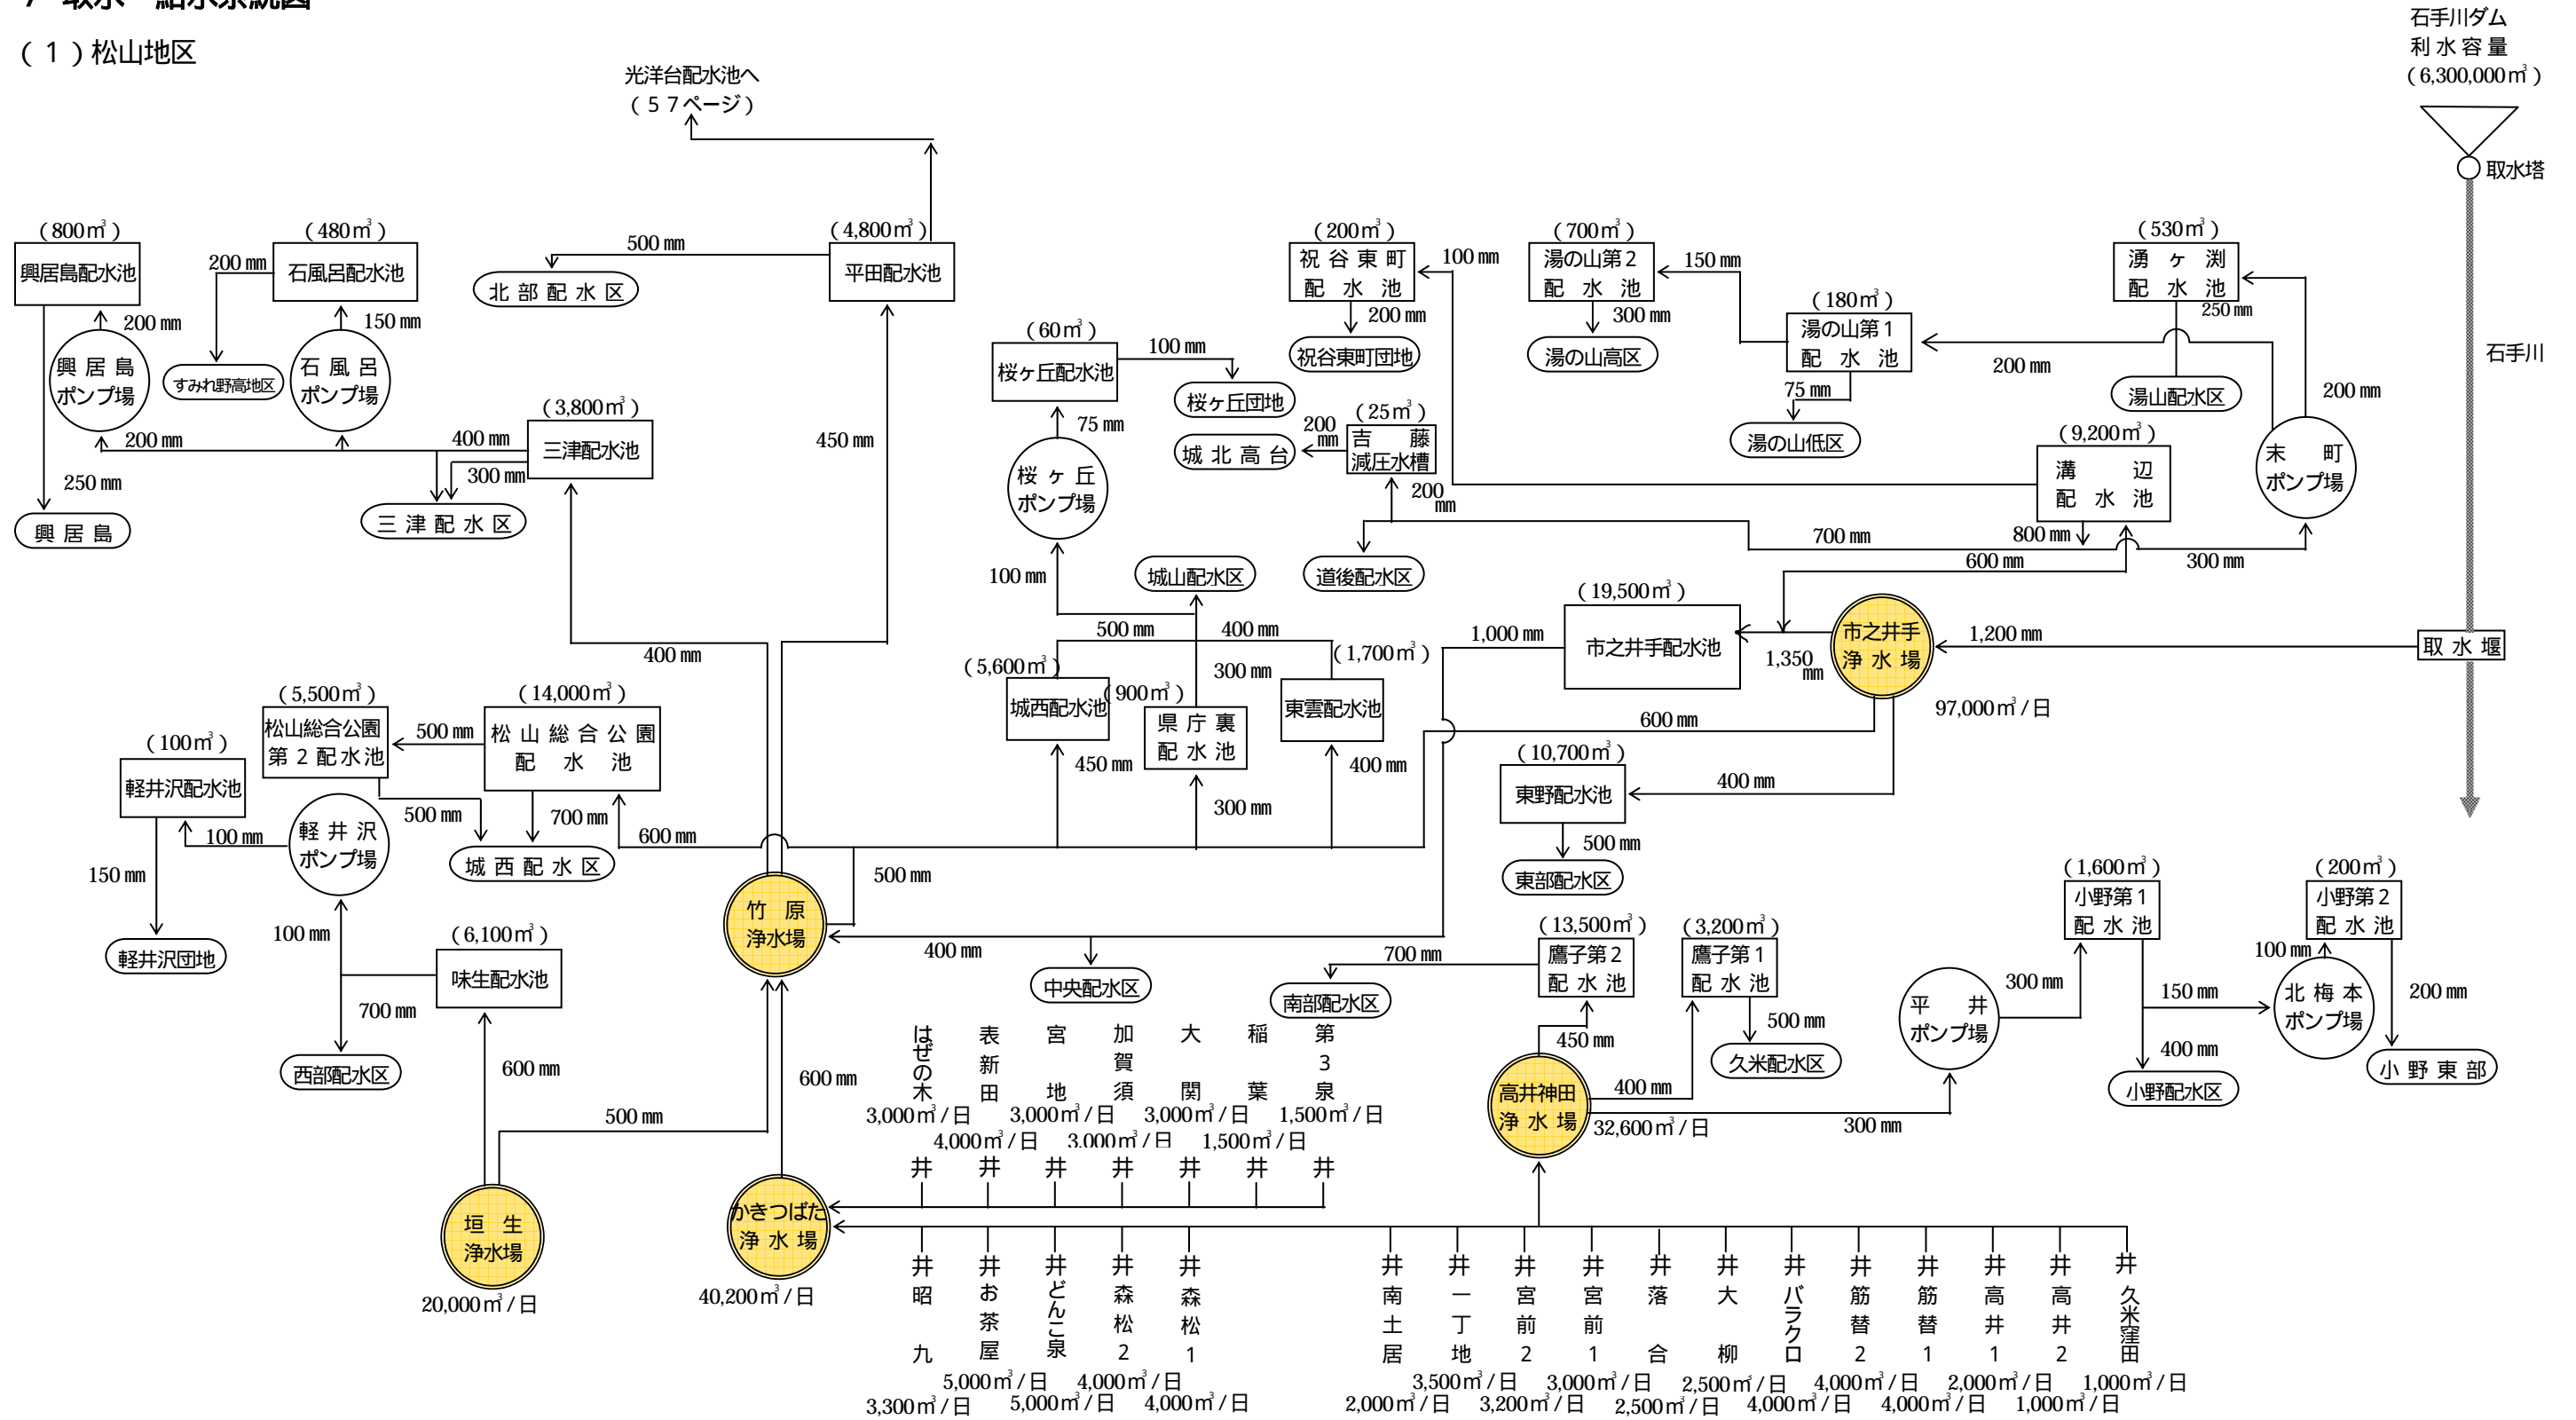 (１)松山地区
石手川ダム
利水容量
(6,300,000㎥)
取水塔
石手川
取水堰
光洋台配水池へ
(５７ページ)
(800㎥)
興居島配水池
200㎜
興居島
ポンプ場
200㎜
250㎜
興居島
(480㎥)
石風呂配水池
200㎜
すみれ野高地区
150㎜
石風呂
ポンプ場
(3,800㎥)
三津配水池
400㎜
300㎜
三津配水区
400㎜
(4,800㎥)
平田配水池
500㎜
北部配水区
450㎜
(60㎥)
桜ヶ丘配水池
100㎜
桜ヶ丘団地
75㎜
桜ヶ丘
ポンプ場
100㎜
(200㎥)
祝谷東町
配水池
100㎜
200㎜
祝谷東町団地
(25㎥)
吉藤
減圧水槽
200
㎜
城北高台
200
㎜
道後配水区
700㎜
(700㎥)
湯の山第２
配水池
150㎜
300㎜
湯の山高区
(180㎥)
湯の山第１
配水池
75㎜
湯の山低区
200㎜
(530㎥)
湧ヶ渕
配水池
250㎜
湯山配水区
200㎜
末町
ポンプ場
300㎜
(9,200㎥)
溝辺
配水池
800㎜
600㎜
(19,500㎥)
市之井手配水池
1,000㎜
1,350
㎜
市之井手
浄水場
97,000㎥/日
1,200㎜
600㎜
400㎜
城山配水区
500㎜
400㎜
300㎜
(5,600㎥)
城西配水池
450㎜
(900㎥)
県庁裏
配水池
300㎜
(1,700㎥)
東雲配水池
400㎜
(10,700㎥)
東野配水池
500㎜
東部配水区
(5,500㎥)
松山総合公園
第２配水池
500㎜
500㎜
(14,000㎥)
松山総合公園
配水池
700㎜
600㎜
城西配水区
(100㎥)
軽井沢配水池
100㎜
150㎜
軽井沢団地
軽井沢
ポンプ場
100㎜
(6,100㎥)
味生配水池
700㎜
西部配水区
600㎜
500㎜
垣生
浄水場
20,000㎥/日
竹原
浄水場
500㎜
400㎜
中央配水区
600㎜
かきつばた
浄水場
40,200㎥/日
(13,500㎥)
鷹子第２
配水池
700㎜
南部配水区
450㎜
(3,200㎥)
鷹子第１
配水池
500㎜
久米配水区
400㎜
高井神田
浄水場
32,600㎥/日
300㎜
平井
ポンプ場
300㎜
(1,600㎥)
小野第１
配水池
150㎜
400㎜
小野配水区
(200㎥)
小野第２
配水池
100㎜
北梅本
ポンプ場
200㎜
小野東部
はぜの木
表新田
宮地
加賀須
大関
稲葉
第３泉
3,000㎥/日
3,000㎥/日
3,000㎥/日
1,500㎥/日
4,000㎥/日
3,000㎥/日
1,500㎥/日
井 井 井 井 井 井 井
井 井 井 井 井
昭九
お茶屋
どんこ泉
森松２
森松１
5,000㎥/日
4,000㎥/日
3,300㎥/日
5,000㎥/日
4,000㎥/日
井 井 井 井 井 井 井 井 井 井 井 井
南土居
一丁地
宮前２
宮前１
落合
大柳
バラクロ
筋替２
筋替１
高井１
高井２
久米窪田
3,500㎥/日
3,000㎥/日
2,500㎥/日
4,000㎥/日
2,000㎥/日
1,000㎥/日
2,000㎥/日
3,200㎥/日
2,500㎥/日
4,000㎥/日
4,000㎥/日
1,000㎥/日